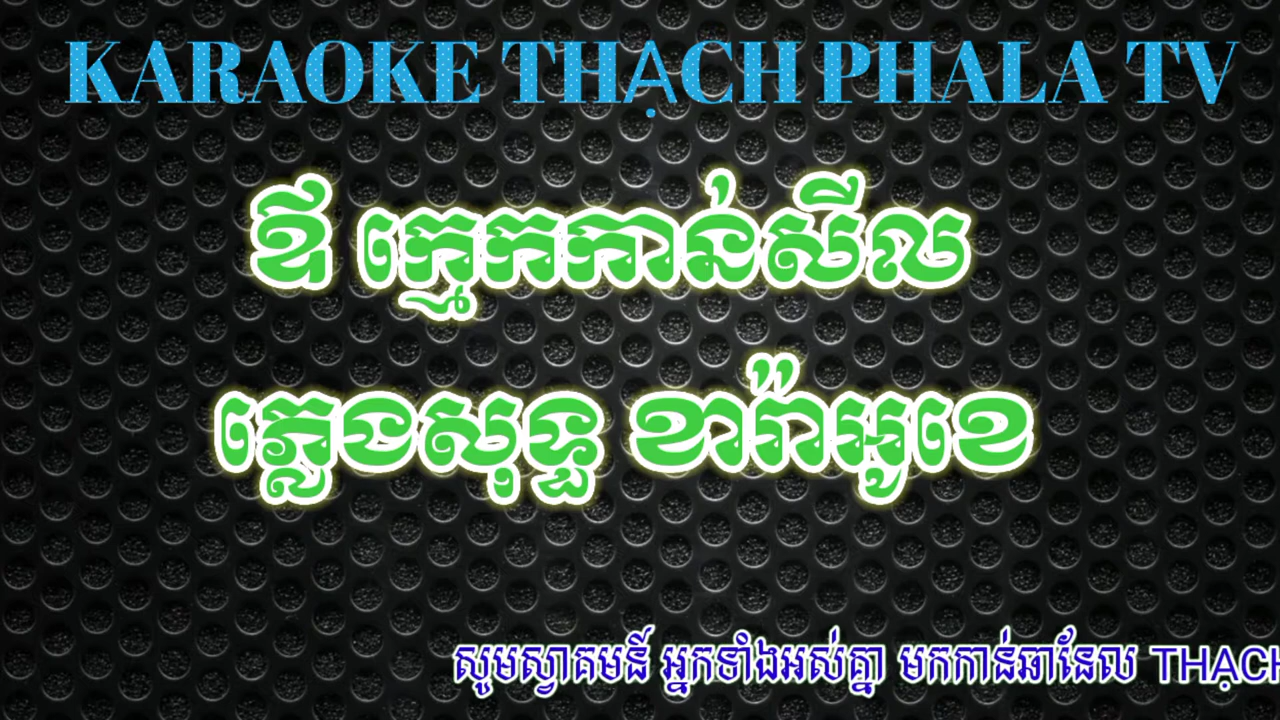 KARAOKE THẠCH PHALA TV
ឪ ក្មេកកាន់សីល
ភ្លេងសុទ្ធ ខារ៉ាអូខេ
សូមស្វាគមន៍ អ្នកទាំងអស់គ្នា មកកាន់ឆានែល THẠCH